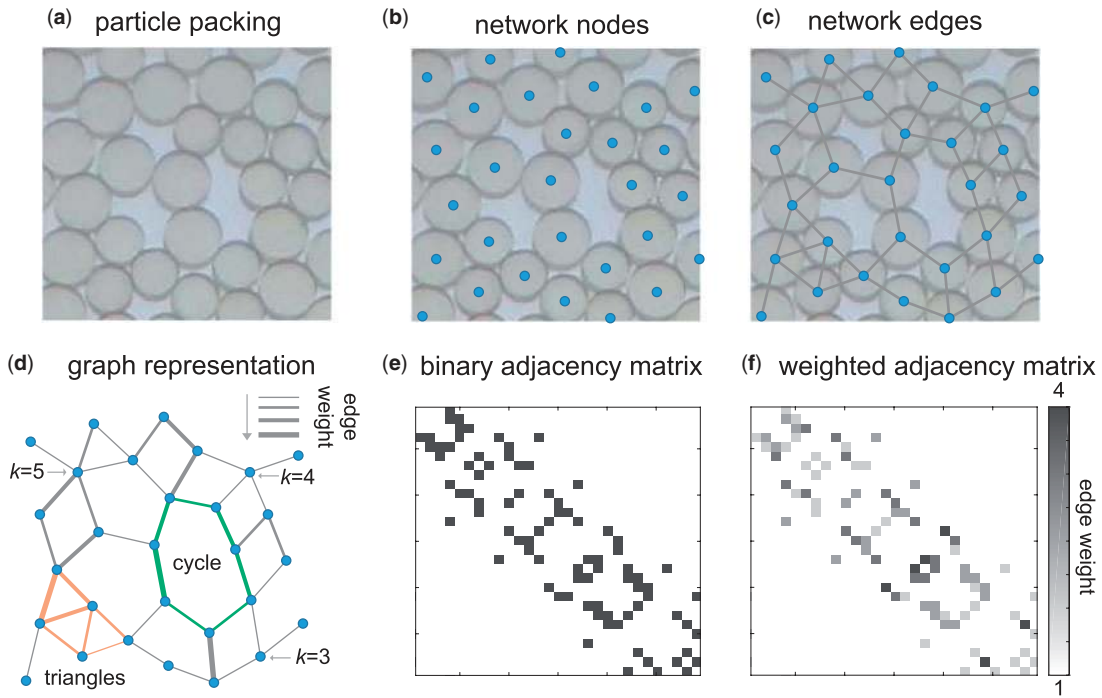 (a) particle packing
(b) network nodes
(c) network edges
(d) graph representation
edge
weight
k=5
k=4
cycle
k=3
triangles
(e) binary adjacency matrix
(f) weighted adjacency matrix
4
edge weight
1